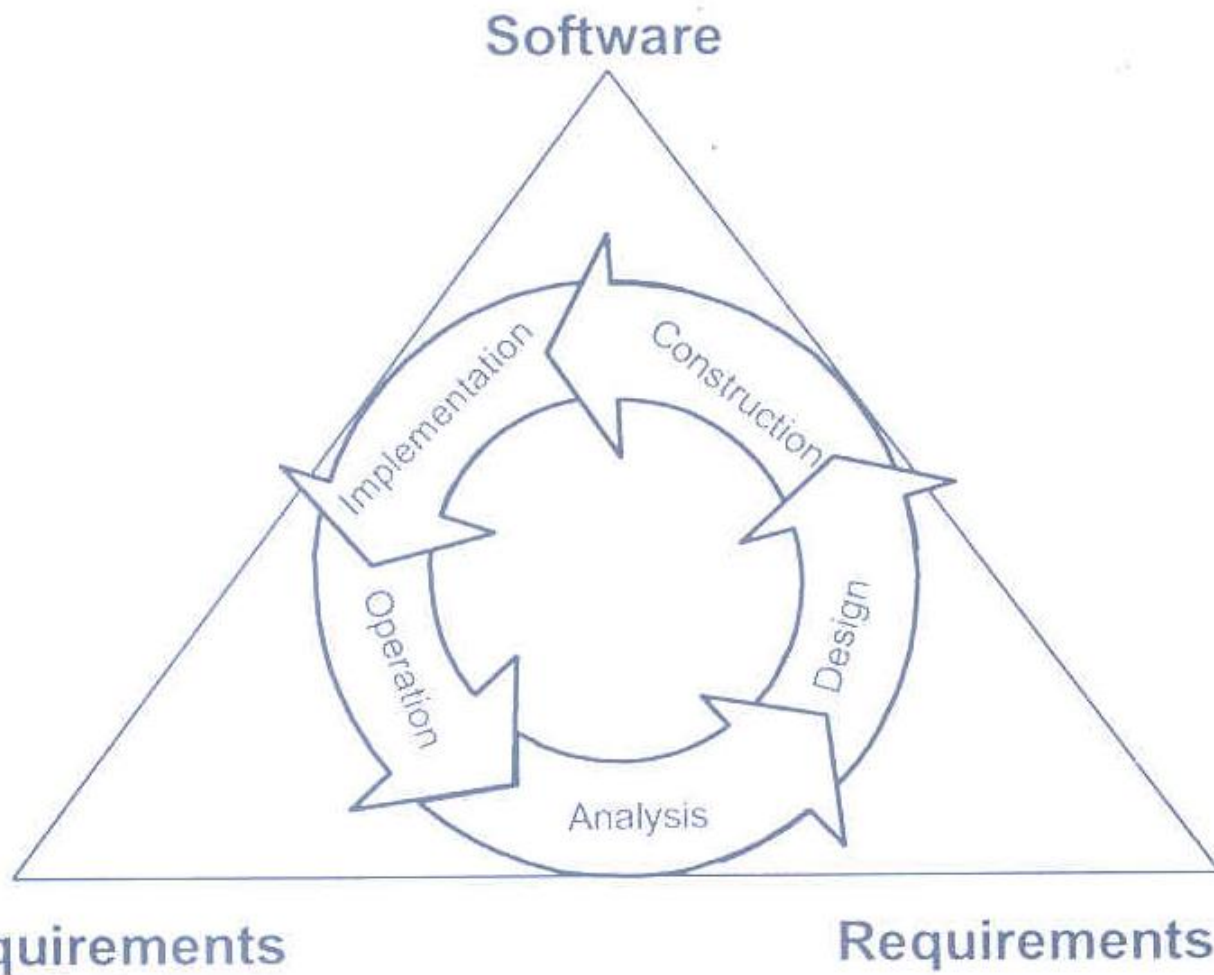 Software
Construction
Implementation
Operation
Design
Analysis
quirements
Requirements